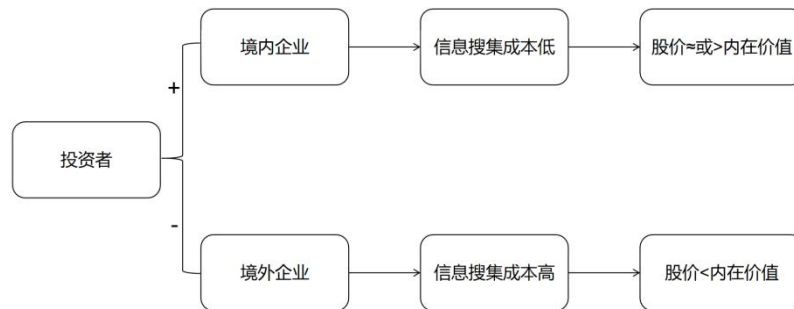 境内企业
信息搜集成本低
股价≈或>内在价值
+
投资者
-
境外企业
信息搜集成本高
股价<内在价值